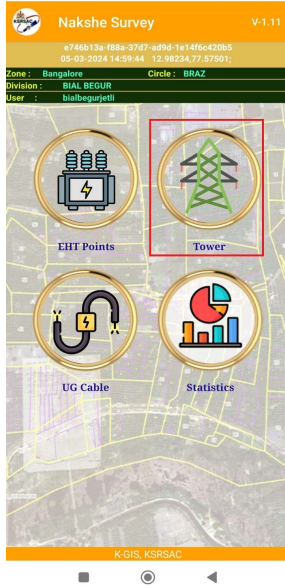 KSRSAC
Nakshe Survey
V-1.11
e746b13a-f88a-37d7-ad9d-1e14f6c420b5
05-03-2024 14:59:44 12.98234,77.57501;
Zone : Bangalore Circle : BRAZ
Division : BIAL BEGUR
User : bialbegurjetli
EHT Points
Tower
UG Cable
Statistics
K-GIS, KSRSAC